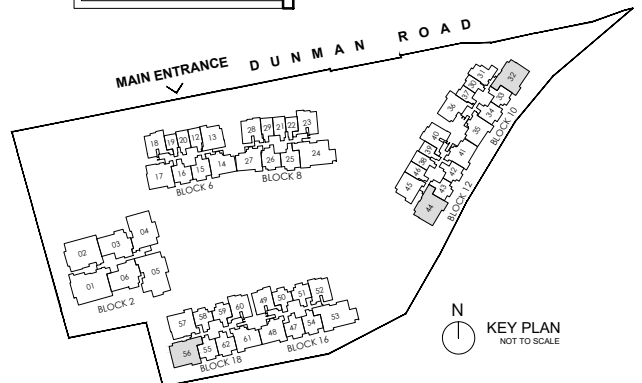 DUNMAN ROAD
MAIN ENTRANCE
18 19 20 12 13
17 16 15 14
BLOCK 6
28 29 21 22 23
27 26 25 24
BLOCK 8
31 32
30 33
37 34
36 35
BLOCK 10
40 41
39 42
38 43
46 44
45
BLOCK 12
02 03 04
01 06 05
BLOCK 2
57 58 59 60
56 55 62 61
BLOCK 18
49 50 51 52
48 47 54 53
BLOCK 16
N
KEY PLAN
NOT TO SCALE